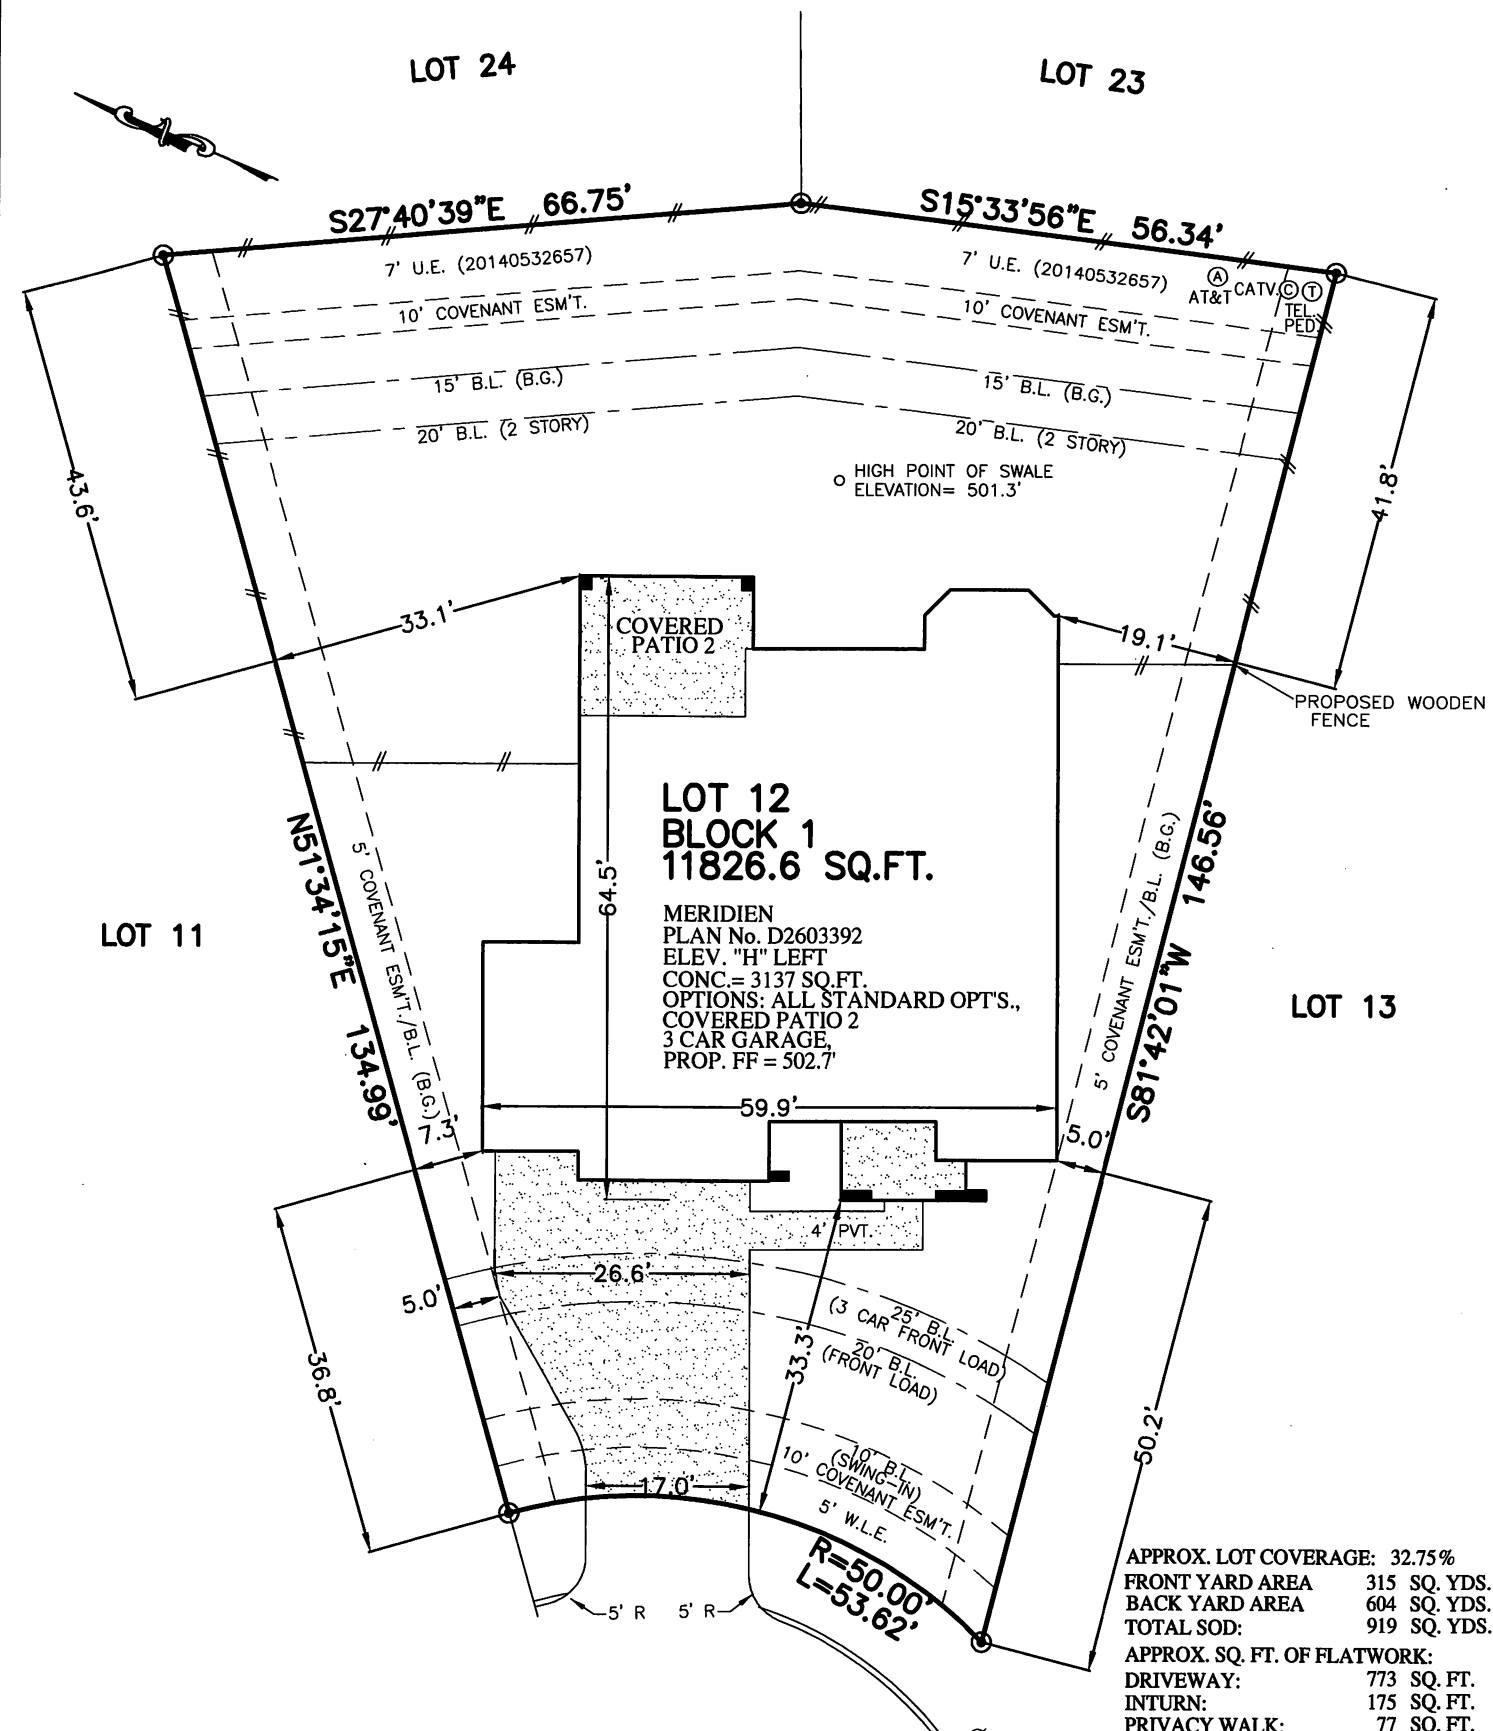 LOT 24
LOT 23
S27°40'39"E 66.75'
S15°33'56"E 56.34'
7' U.E. (20140532657)
7' U.E. (20140532657)
A
AT&T
CATV.
C
T
TEL.
PED.
10' COVENANT ESM'T.
10' COVENANT ESM'T.
15' B.L. (B.G.)
15' B.L. (B.G.)
20' B.L. (2 STORY)
20' B.L. (2 STORY)
HIGH POINT OF SWALE
ELEVATION= 501.3'
43.6'
41.8'
33.1'
COVERED
PATIO 2
19.1'
PROPOSED WOODEN
FENCE
LOT 12
BLOCK 1
11826.6 SQ.FT.
64.5'
MERIDIEN
PLAN No. D2603392
ELEV. "H" LEFT
CONC.= 3137 SQ.FT.
OPTIONS: ALL STANDARD OPT'S.,
COVERED PATIO 2
3 CAR GARAGE,
PROP. FF = 502.7'
N51°34'15"E 134.99'
5' COVENANT ESM'T./B.L. (B.G.)
5' COVENANT ESM'T./B.L. (B.G.)
S81°42'01"W 146.56'
LOT 11
LOT 13
59.9'
7.3'
5.0'
4' PVT.
26.6'
5.0'
25' B.L.
(3 CAR FRONT LOAD)
20' B.L.
(FRONT LOAD)
33.3'
36.8'
50.2'
10' B.L.
(SWING-IN)
10' COVENANT ESM'T.
17.0'
5' W.L.E.
R=50.00'
L=53.62'
5' R
5' R
APPROX. LOT COVERAGE: 32.75%
FRONT YARD AREA 315 SQ. YDS.
BACK YARD AREA 604 SQ. YDS.
TOTAL SOD: 919 SQ. YDS.
APPROX. SQ. FT. OF FLATWORK:
DRIVEWAY: 773 SQ. FT.
INTURN: 175 SQ. FT.
PRIVACY WALK: 77 SQ. FT.